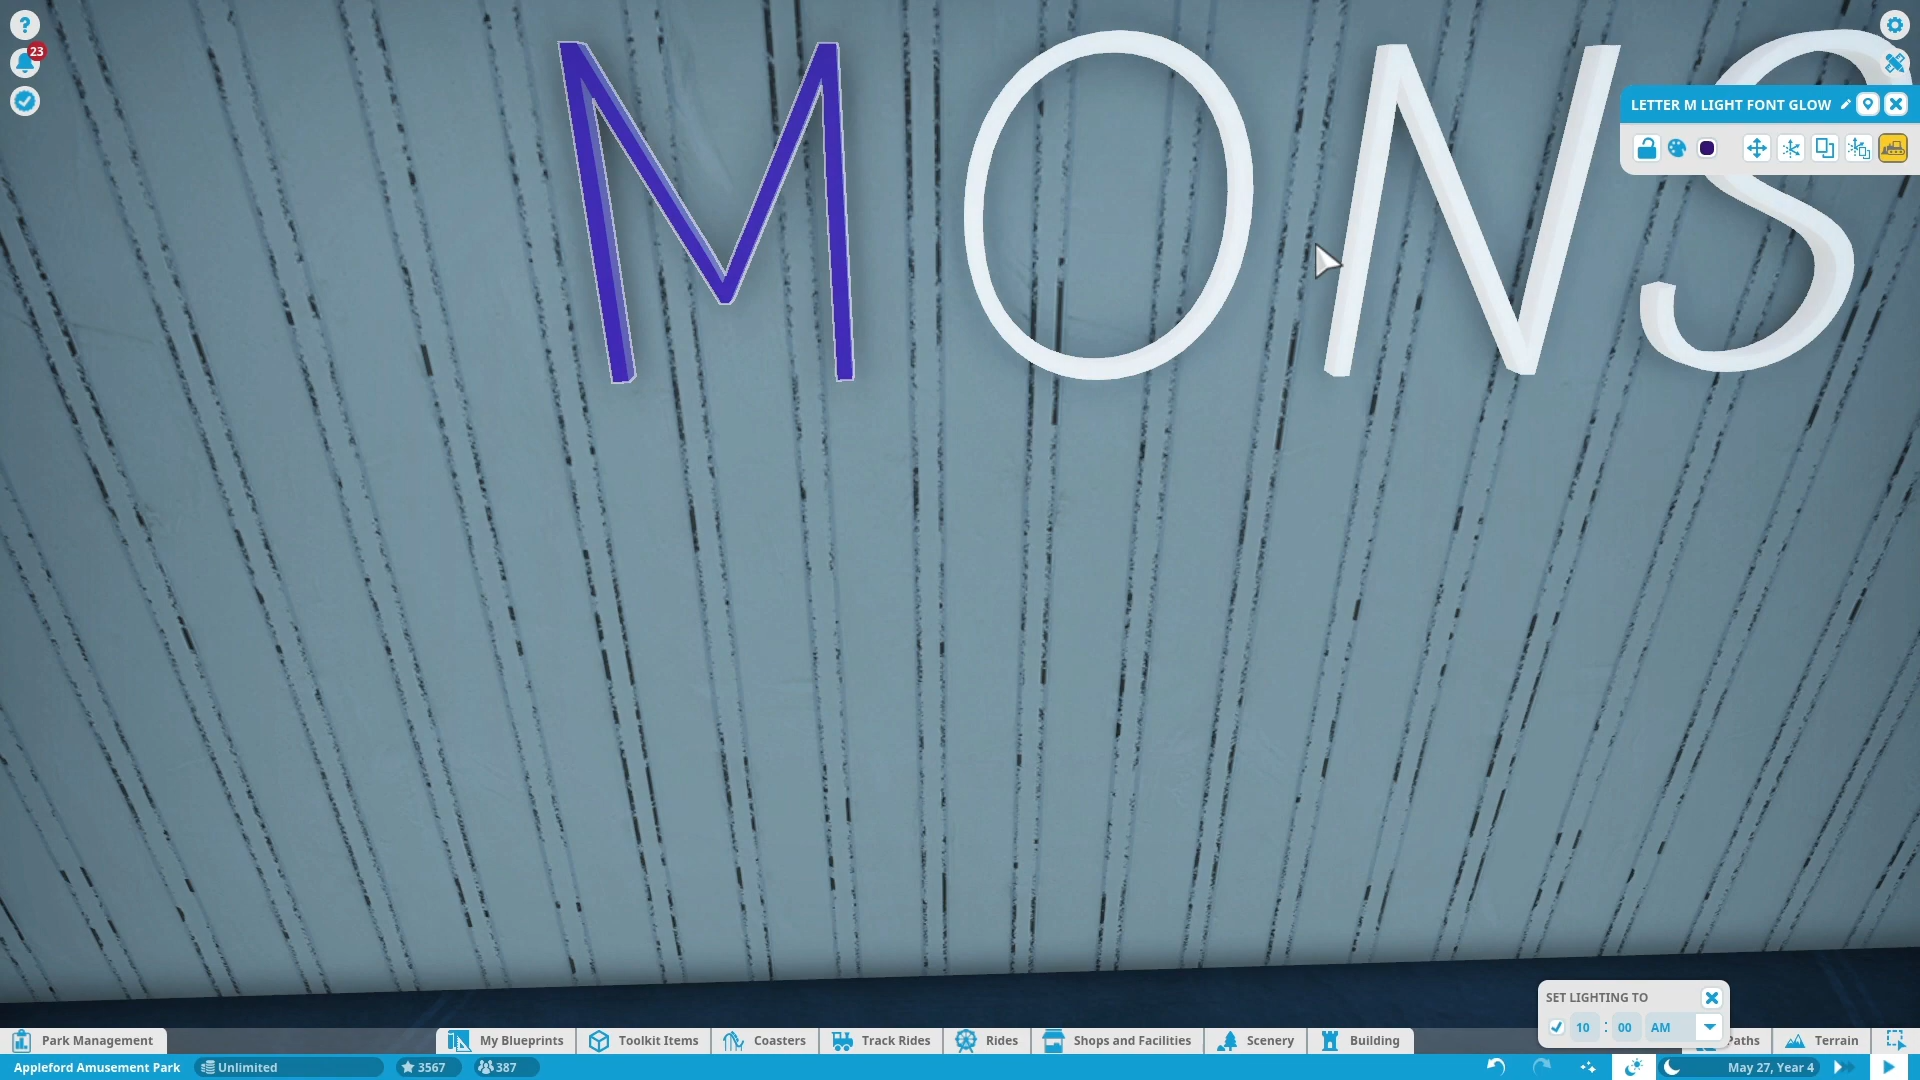 ?
23
MONS
LETTER M LIGHT FONT GLOW
SET LIGHTING TO
10 : 00 AM
Park Management
My Blueprints
Toolkit Items
Coasters
Track Rides
Rides
Shops and Facilities
Scenery
Building
Paths
Terrain
Appleford Amusement Park
Unlimited
3567
387
May 27, Year 4